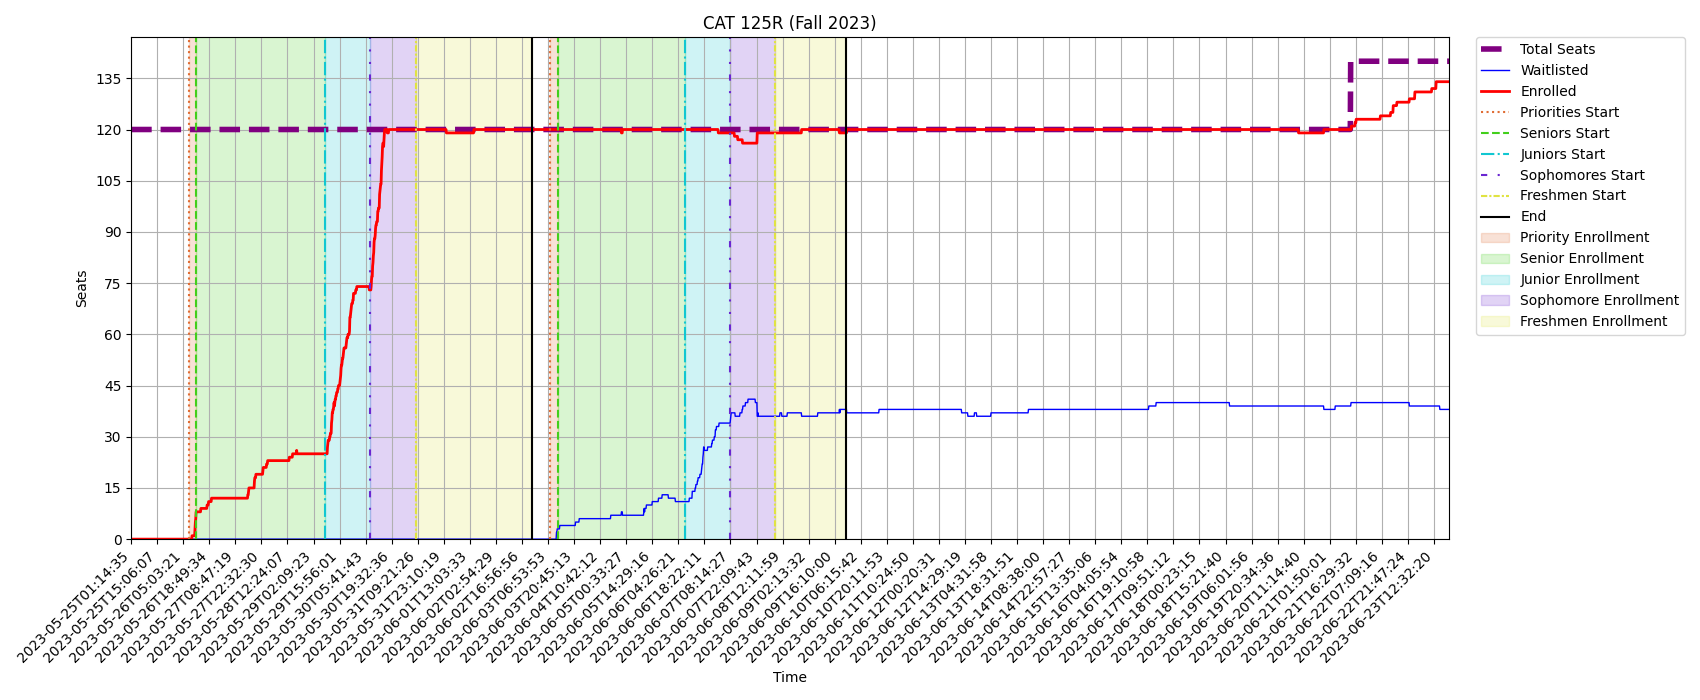 CAT 125R (Fall 2023)
Seats
135
120
105
90
75
60
45
30
15
0
2023-05-25T01:14:35
2023-05-25T15:06:07
2023-05-26T05:03:21
2023-05-26T18:49:34
2023-05-27T08:47:19
2023-05-27T22:32:30
2023-05-28T12:24:07
2023-05-29T02:09:23
2023-05-29T15:56:01
2023-05-30T05:41:43
2023-05-30T19:32:36
2023-05-31T09:21:26
2023-05-31T23:10:19
2023-06-01T13:03:33
2023-06-02T02:54:29
2023-06-02T16:56:56
2023-06-03T06:53:53
2023-06-03T20:45:13
2023-06-04T10:42:12
2023-06-05T00:33:27
2023-06-05T14:29:16
2023-06-06T04:26:21
2023-06-06T18:22:11
2023-06-07T08:14:27
2023-06-07T22:09:43
2023-06-08T12:11:59
2023-06-09T02:13:32
2023-06-09T16:10:00
2023-06-10T06:15:42
2023-06-10T20:11:53
2023-06-11T10:24:50
2023-06-12T00:20:31
2023-06-12T14:29:19
2023-06-13T04:31:58
2023-06-13T18:31:51
2023-06-14T08:38:00
2023-06-14T22:57:27
2023-06-15T13:35:06
2023-06-16T04:05:54
2023-06-16T19:10:58
2023-06-17T09:51:12
2023-06-18T00:23:15
2023-06-18T15:21:40
2023-06-19T06:01:56
2023-06-19T20:34:36
2023-06-20T11:14:40
2023-06-21T01:50:01
2023-06-21T16:29:32
2023-06-22T07:09:16
2023-06-22T21:47:24
2023-06-23T12:32:20
Time
Total Seats
Waitlisted
Enrolled
Priorities Start
Seniors Start
Juniors Start
Sophomores Start
Freshmen Start
End
Priority Enrollment
Senior Enrollment
Junior Enrollment
Sophomore Enrollment
Freshmen Enrollment